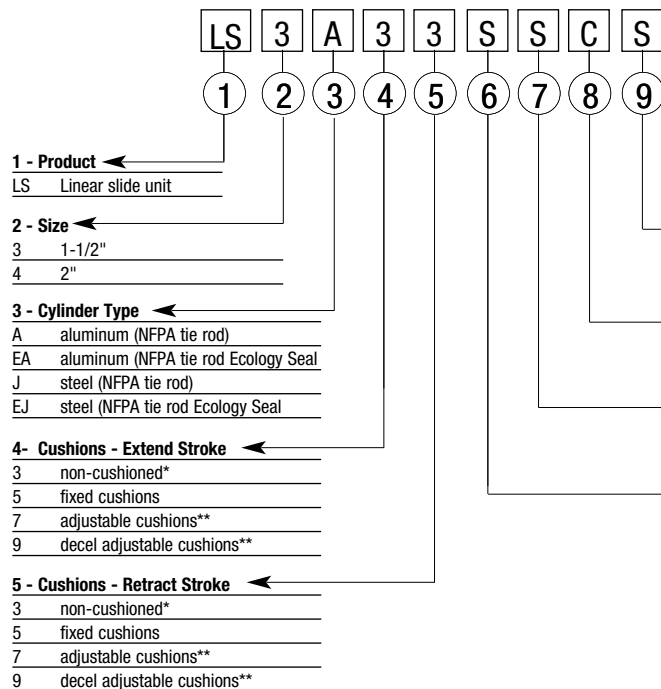 LS 3 A 3 3 S S C S
1 2 3 4 5 6 7 8 9
1 - Product
LS Linear slide unit
2 - Size
3 1-1/2"
4 2"
3 - Cylinder Type
A aluminum (NFPA tie rod)
EA aluminum (NFPA tie rod Ecology Seal
J steel (NFPA tie rod)
EJ steel (NFPA tie rod Ecology Seal
4- Cushions - Extend Stroke
3 non-cushioned*
5 fixed cushions
7 adjustable cushions**
9 decel adjustable cushions**
5 - Cushions - Retract Stroke
3 non-cushioned*
5 fixed cushions
7 adjustable cushions**
9 decel adjustable cushions**